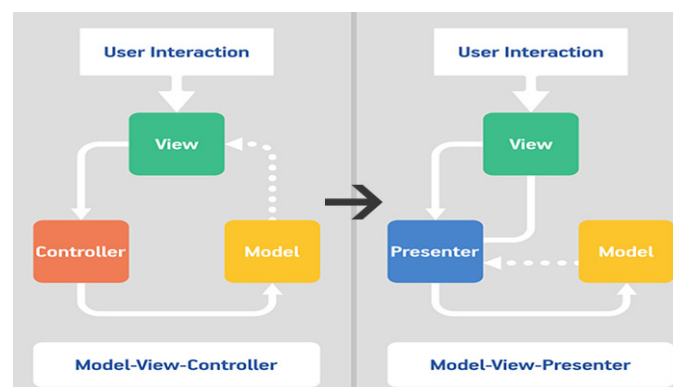 User Interaction
View
Controller
Model
Model-View-Controller
User Interaction
View
Presenter
Model
Model-View-Presenter